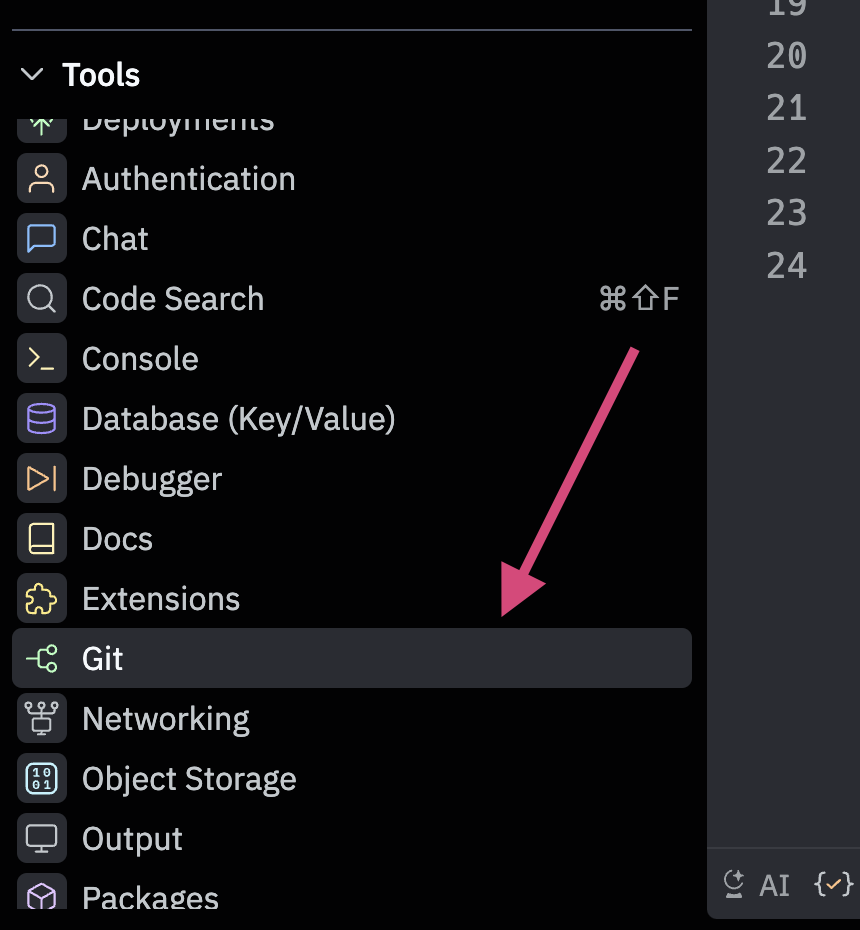 19
Tools
20
Deployments
21
Authentication
22
Chat
23
Code Search ⌘⇧F
24
Console
Database (Key/Value)
Debugger
Docs
Extensions
Git
Networking
10
01
Object Storage
Output
Packages
AI {✓}